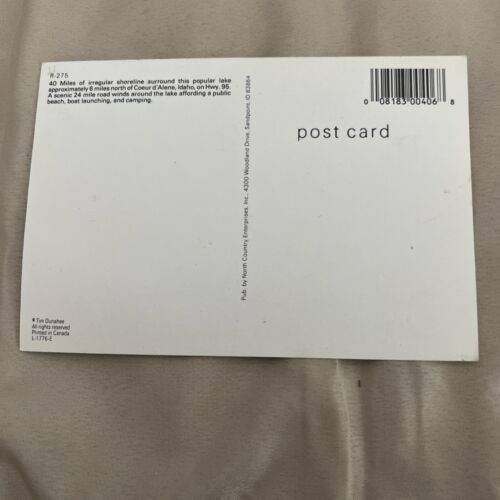 R-275
40 Miles of irregular shoreline surround this popular lake
approximately 6 miles north of Coeur d'Alene, Idaho, on Hwy. 95.
A scenic 24 mile road winds around the lake affording a public
beach, boat launching, and camping.
0 08183 00406 8
post card
Pub. by North Country Enterprises, Inc., 4300 Woodland Drive, Sandpoint, ID 83864
© Tim Dunahee
All rights reserved
Printed in Canada
L-1776-E